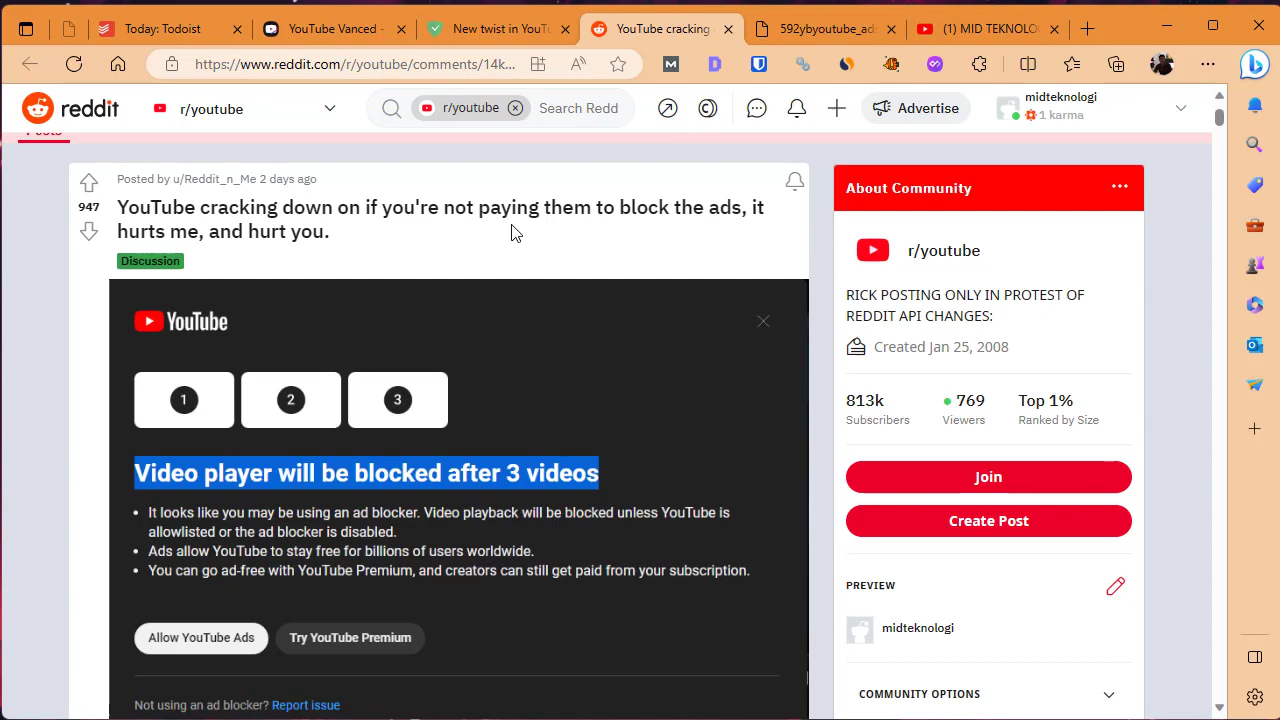 Today: Todoist
YouTube Vanced -
New twist in YouTu
YouTube cracking
592ybyoutube_ad
(1) MID TEKNOLO
https://www.reddit.com/r/youtube/comments/14k...
reddit
r/youtube
r/youtube
Search Redd
Advertise
midteknologi
1 karma
Posts
Posted by u/Reddit_n_Me 2 days ago
947
YouTube cracking down on if you're not paying them to block the ads, it
hurts me, and hurt you.
Discussion
YouTube
1
2
3
Video player will be blocked after 3 videos
• It looks like you may be using an ad blocker. Video playback will be blocked unless YouTube is
allowlisted or the ad blocker is disabled.
• Ads allow YouTube to stay free for billions of users worldwide.
• You can go ad-free with YouTube Premium, and creators can still get paid from your subscription.
Allow YouTube Ads
Try YouTube Premium
Not using an ad blocker? Report issue
About Community
r/youtube
RICK POSTING ONLY IN PROTEST OF
REDDIT API CHANGES:
Created Jan 25, 2008
813k
769
Top 1%
Subscribers
Viewers
Ranked by Size
Join
Create Post
PREVIEW
midteknologi
COMMUNITY OPTIONS